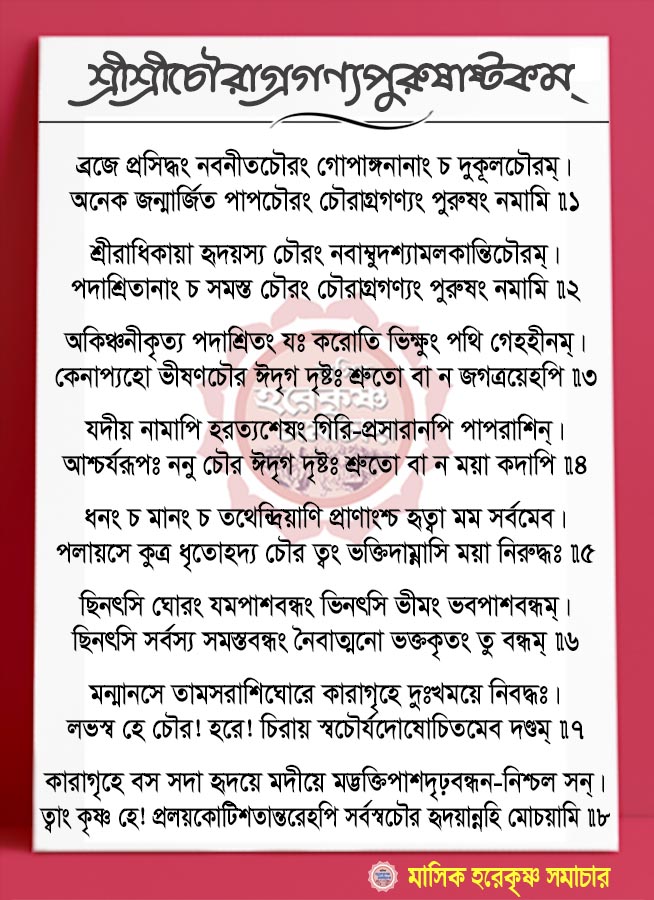 শ্রীশ্রীচৌরাগ্রগণ্যপুরুষাষ্টকম্
ব্রজে প্রসিদ্ধং নবনীতচৌরং গোপাঙ্গনানাং চ দুকূলচৌরম্।
অনেক জন্মার্জিত পাপচৌরং চৌরাগ্রগণ্যং পুরুষং নমামি॥১
শ্রীরাধিকায়া হৃদয়স্য চৌরং নবাম্বুদশ্যামলকান্তিচৌরম্।
পদাশ্রিতানাং চ সমস্ত চৌরং চৌরাগ্রগণ্যং পুরুষং নমামি॥২
অকিঞ্চনীকৃত্য পদাশ্রিতং যঃ করোতি ভিক্ষুং পথি গেহহীনম্।
কেনাপ্যহো ভীষণচৌর ঈদৃগ দৃষ্টঃ শ্রুতো বা ন জগত্রয়েহপি॥৩
যদীয় নামাপি হরত্যশেষং গিরি-প্রসারানপি পাপরাশিন্।
আশ্চর্যরূপঃ ননু চৌর ঈদৃগ দৃষ্টঃ শ্রুতো বা ন ময়া কদাপি॥৪
ধনং চ মানং চ তথেন্দ্রিয়াণি প্রাণাংশ্চ হৃত্বা মম সর্বমেব।
পলায়সে কুত্র ধৃতোহদ্য চৌর ত্বং ভক্তিদাম্নাসি ময়া নিরুদ্ধঃ॥৫
ছিনৎসি ঘোরং যমপাশবন্ধং ভিনৎসি ভীমং ভবপাশবন্ধম্।
ছিনৎসি সর্বস্য সমস্তবন্ধং নৈবাত্মনো ভক্তকৃতং তু বন্ধম্॥৬
মন্মানসে তামসরাশিঘোরে কারাগৃহে দুঃখময়ে নিবদ্ধঃ।
লভস্ব হে চৌর! হরে! চিরায় স্বচৌর্যদোষোচিতমেব দণ্ডম্॥৭
কারাগৃহে বস সদা হৃদয়ে মদীয়ে মদ্ভক্তিপাশদৃঢ়বন্ধন-নিশ্চল সন্।
ত্বাং কৃষ্ণ হে! প্রলয়কোটিশতান্তরেহপি সর্বস্বচৌর হৃদয়ান্নহি মোচয়ামি॥৮
হরেকৃষ্ণ
মাসিক হরেকৃষ্ণ সমাচার